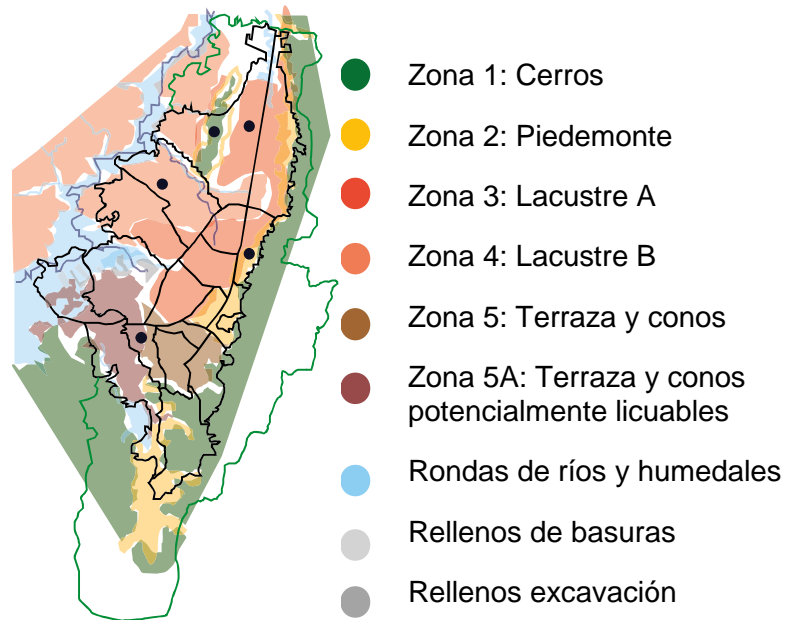 Zona 1: Cerros
Zona 2: Piedemonte
Zona 3: Lacustre A
Zona 4: Lacustre B
Zona 5: Terraza y conos
Zona 5A: Terraza y conos
potencialmente licuables
Rondas de ríos y humedales
Rellenos de basuras
Rellenos excavación